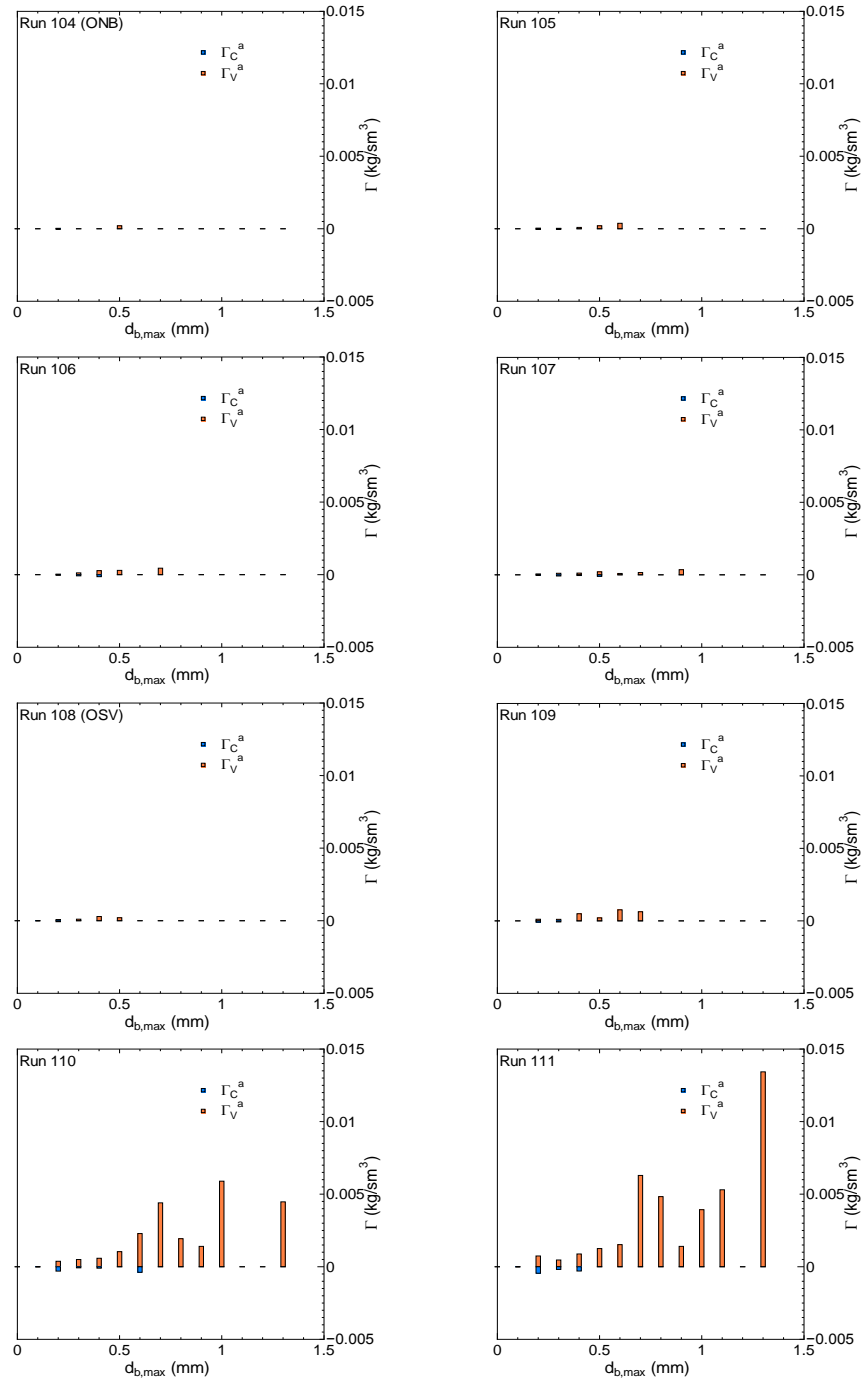 Run 104 (ONB)
Γ_C^a
Γ_V^a
0.015
0.01
0.005
0
−0.005
Γ (kg/sm^3)
0 0.5 1 1.5
d_b,max (mm)
Run 105
Γ_C^a
Γ_V^a
0.015
0.01
0.005
0
−0.005
Γ (kg/sm^3)
0 0.5 1 1.5
d_b,max (mm)
Run 106
Γ_C^a
Γ_V^a
0.015
0.01
0.005
0
−0.005
Γ (kg/sm^3)
0 0.5 1 1.5
d_b,max (mm)
Run 107
Γ_C^a
Γ_V^a
0.015
0.01
0.005
0
−0.005
Γ (kg/sm^3)
0 0.5 1 1.5
d_b,max (mm)
Run 108 (OSV)
Γ_C^a
Γ_V^a
0.015
0.01
0.005
0
−0.005
Γ (kg/sm^3)
0 0.5 1 1.5
d_b,max (mm)
Run 109
Γ_C^a
Γ_V^a
0.015
0.01
0.005
0
−0.005
Γ (kg/sm^3)
0 0.5 1 1.5
d_b,max (mm)
Run 110
Γ_C^a
Γ_V^a
0.015
0.01
0.005
0
−0.005
Γ (kg/sm^3)
0 0.5 1 1.5
d_b,max (mm)
Run 111
Γ_C^a
Γ_V^a
0.015
0.01
0.005
0
−0.005
Γ (kg/sm^3)
0 0.5 1 1.5
d_b,max (mm)